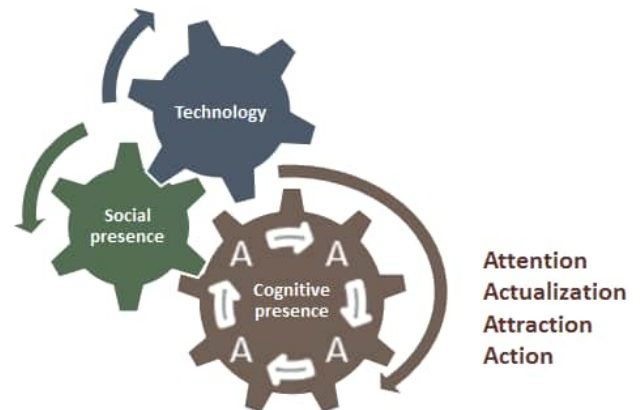 Technology
Social
presence
A A
Cognitive
presence
A A
Attention
Actualization
Attraction
Action